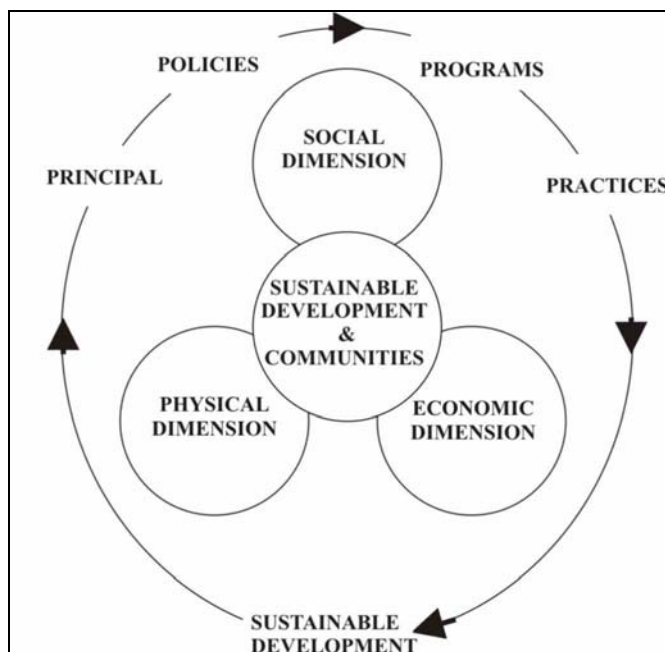 POLICIES
PROGRAMS
SOCIAL
DIMENSION
PRINCIPAL
PRACTICES
SUSTAINABLE
DEVELOPMENT
&
COMMUNITIES
PHYSICAL
DIMENSION
ECONOMIC
DIMENSION
SUSTAINABLE
DEVELOPMENT